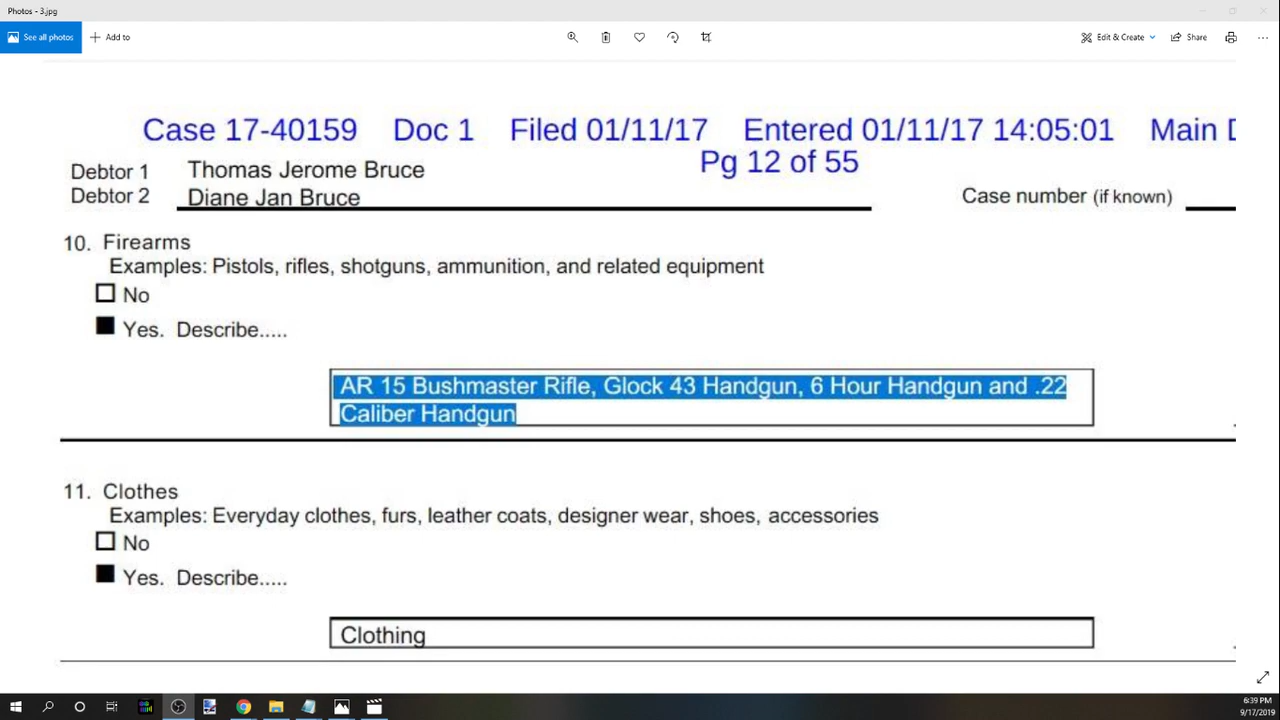 Photos - 3.jpg
See all photos + Add to Edit & Create Share
Case 17-40159 Doc 1 Filed 01/11/17 Entered 01/11/17 14:05:01 Main
Pg 12 of 55
Debtor 1 Thomas Jerome Bruce
Debtor 2 Diane Jan Bruce Case number (if known)
10. Firearms
Examples: Pistols, rifles, shotguns, ammunition, and related equipment
No
Yes. Describe.....
AR 15 Bushmaster Rifle, Glock 43 Handgun, 6 Hour Handgun and .22
Caliber Handgun
11. Clothes
Examples: Everyday clothes, furs, leather coats, designer wear, shoes, accessories
No
Yes. Describe.....
Clothing
6:39 PM
9/17/2019